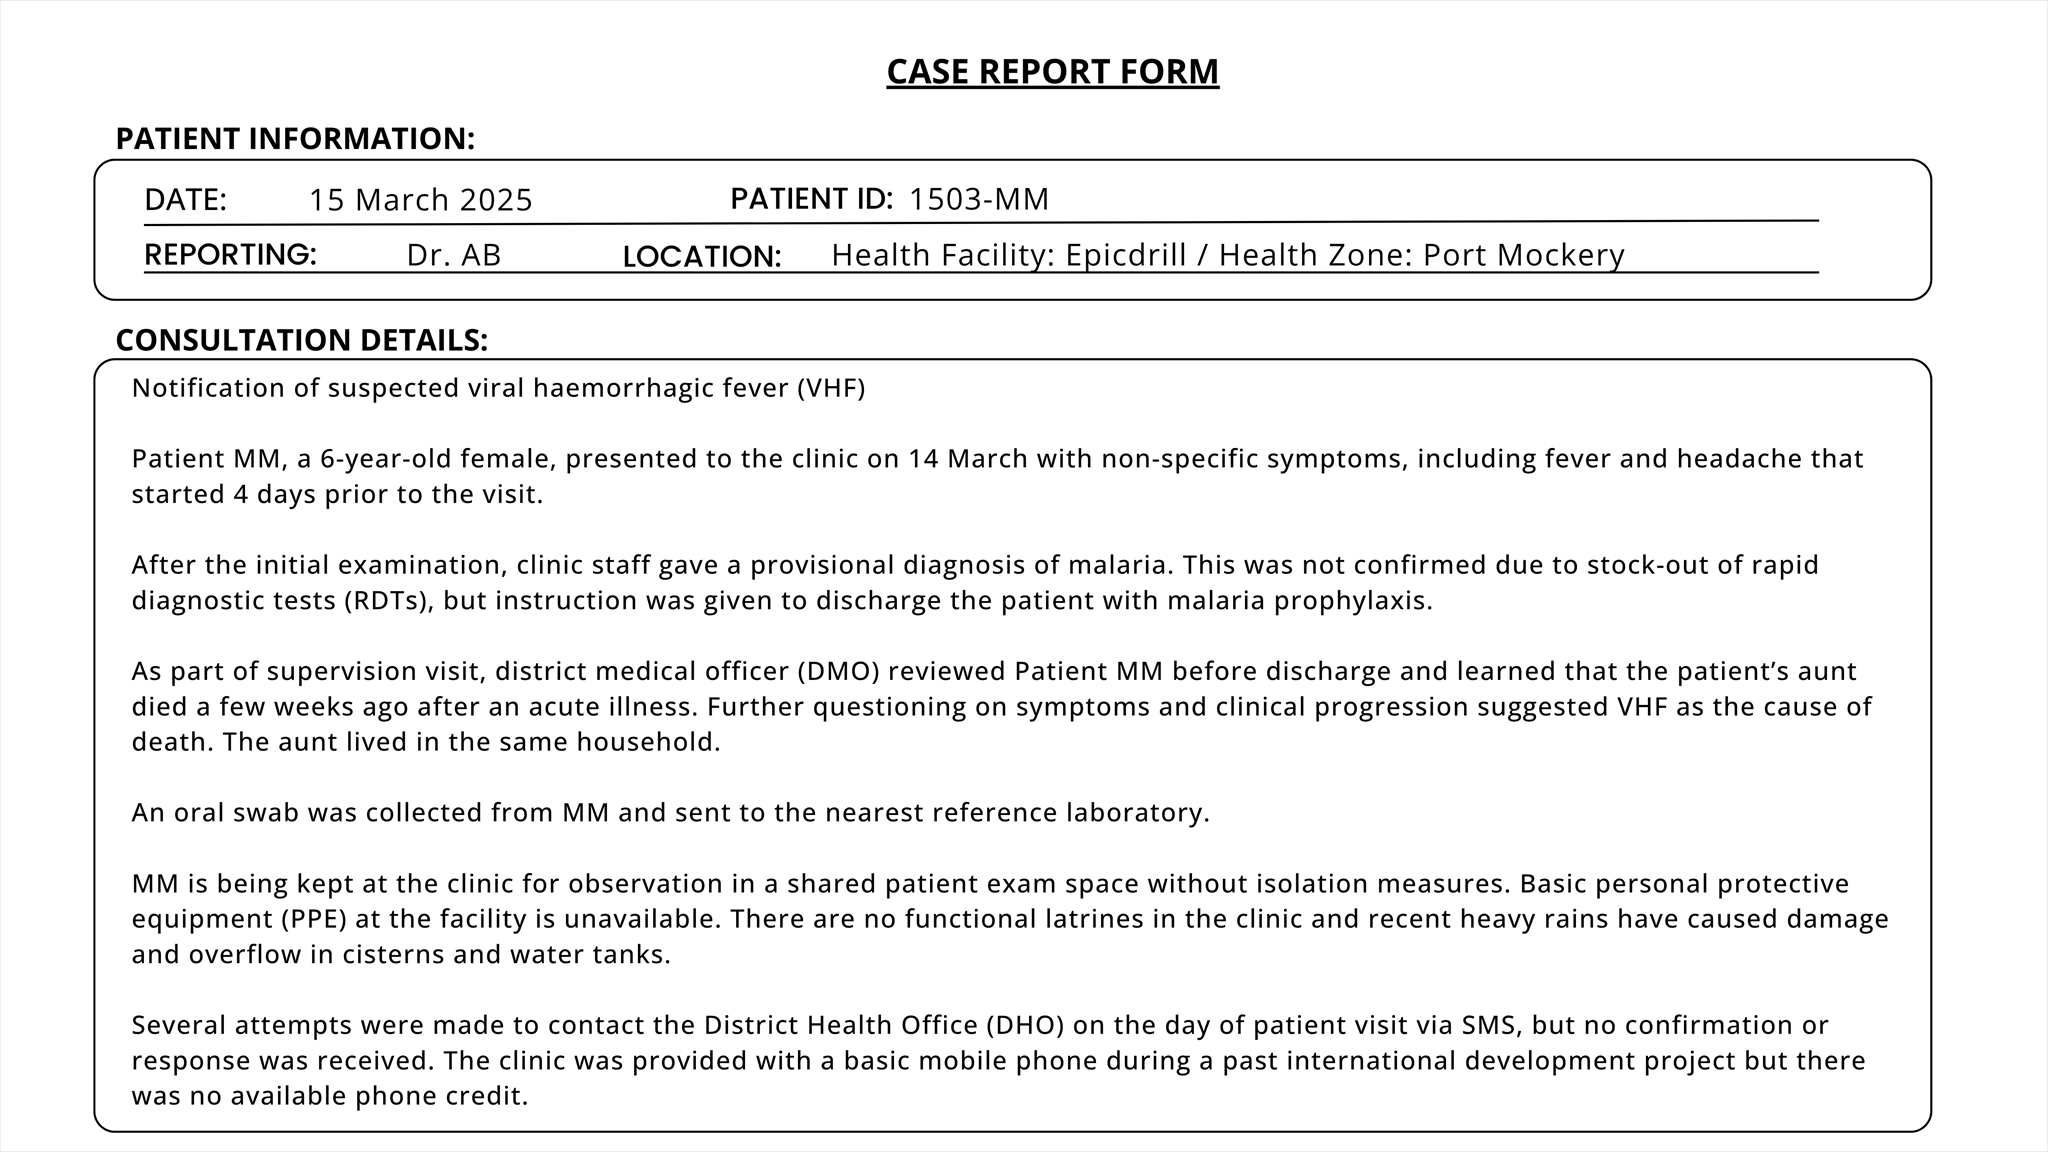 CASE REPORT FORM
PATIENT INFORMATION:
DATE: 15 March 2025 PATIENT ID: 1503-MM
REPORTING: Dr. AB LOCATION: Health Facility: Epicdrill / Health Zone: Port Mockery
CONSULTATION DETAILS:
Notification of suspected viral haemorrhagic fever (VHF)
Patient MM, a 6-year-old female, presented to the clinic on 14 March with non-specific symptoms, including fever and headache that
started 4 days prior to the visit.
After the initial examination, clinic staff gave a provisional diagnosis of malaria. This was not confirmed due to stock-out of rapid
diagnostic tests (RDTs), but instruction was given to discharge the patient with malaria prophylaxis.
As part of supervision visit, district medical officer (DMO) reviewed Patient MM before discharge and learned that the patient’s aunt
died a few weeks ago after an acute illness. Further questioning on symptoms and clinical progression suggested VHF as the cause of
death. The aunt lived in the same household.
An oral swab was collected from MM and sent to the nearest reference laboratory.
MM is being kept at the clinic for observation in a shared patient exam space without isolation measures. Basic personal protective
equipment (PPE) at the facility is unavailable. There are no functional latrines in the clinic and recent heavy rains have caused damage
and overflow in cisterns and water tanks.
Several attempts were made to contact the District Health Office (DHO) on the day of patient visit via SMS, but no confirmation or
response was received. The clinic was provided with a basic mobile phone during a past international development project but there
was no available phone credit.